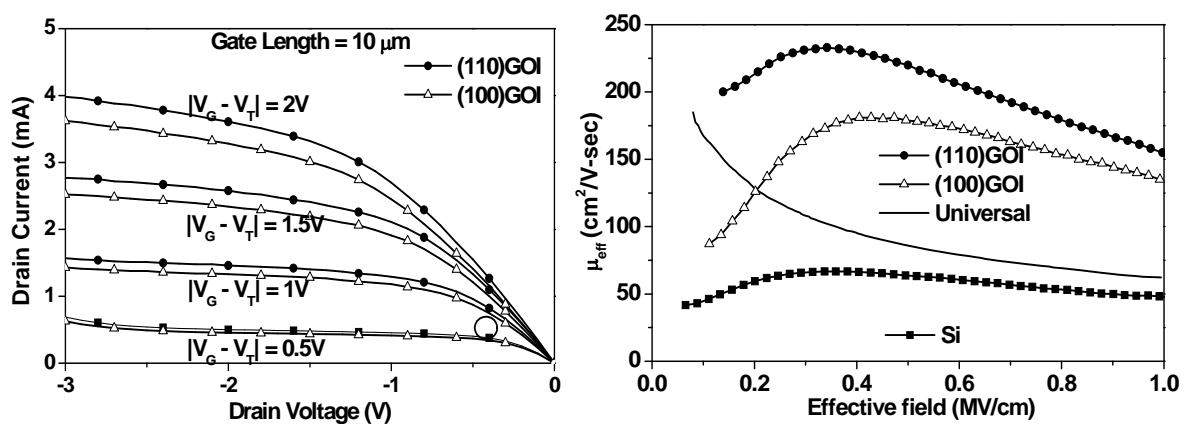 Gate Length = 10 μm
(110)GOI
(100)GOI
|V_G - V_T| = 2V
|V_G - V_T| = 1.5V
|V_G - V_T| = 1V
|V_G - V_T| = 0.5V
Drain Current (mA)
5
4
3
2
1
0
-3 -2 -1 0
Drain Voltage (V)
μ_eff (cm²/V-sec)
250
200
150
100
50
0
(110)GOI
(100)GOI
Universal
Si
0.0 0.2 0.4 0.6 0.8 1.0
Effective field (MV/cm)